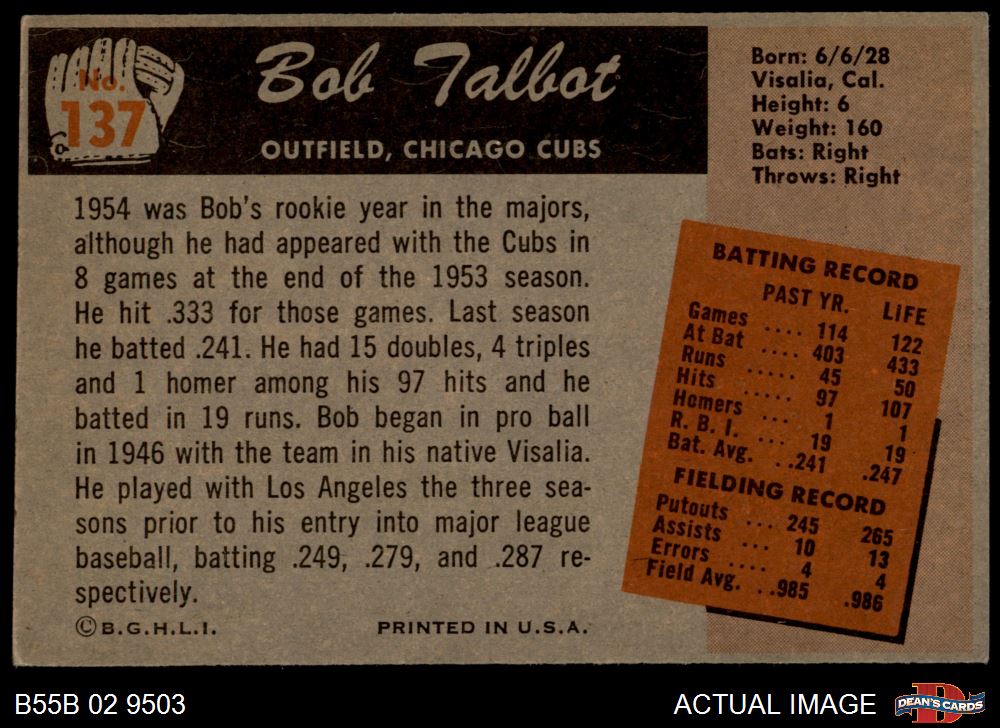 No.
137
Bob Talbot
OUTFIELD, CHICAGO CUBS
Born: 6/6/28
Visalia, Cal.
Height: 6
Weight: 160
Bats: Right
Throws: Right
1954 was Bob's rookie year in the majors,
although he had appeared with the Cubs in
8 games at the end of the 1953 season.
He hit .333 for those games. Last season
he batted .241. He had 15 doubles, 4 triples
and 1 homer among his 97 hits and he
batted in 19 runs. Bob began in pro ball
in 1946 with the team in his native Visalia.
He played with Los Angeles the three sea-
sons prior to his entry into major league
baseball, batting .249, .279, and .287 re-
spectively.
©B.G.H.L.I. PRINTED IN U.S.A.
BATTING RECORD
PAST YR. LIFE
Games .... 114 122
At Bat .... 403 433
Runs ..... 45 50
Hits ..... 97 107
Homers ... 1 1
R. B. I. ... 19 19
Bat. Avg. ..241 .247
FIELDING RECORD
Putouts ... 245 265
Assists ... 10 13
Errors .... 4 4
Field Avg. ..985 .986
B55B 02 9503 ACTUAL IMAGE DEAN'S CARDS